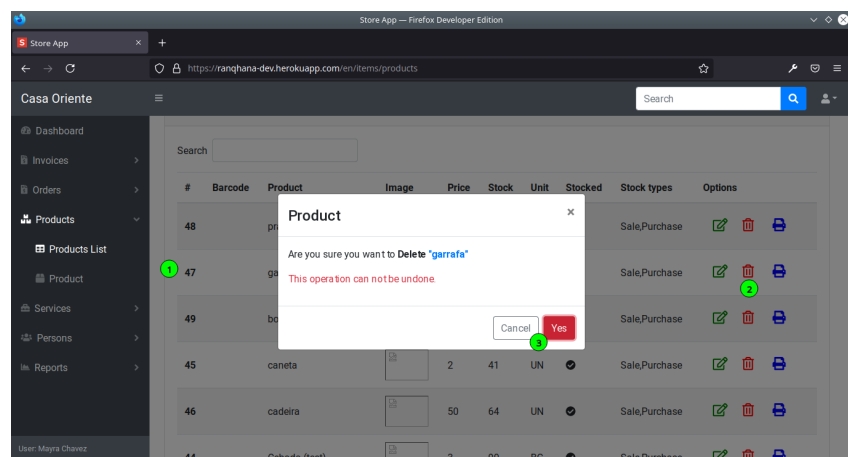 Store App — Firefox Developer Edition
S Store App
https://ranqhana-dev.herokuapp.com/en/items/products
Casa Oriente
Search
Dashboard
Invoices
Orders
Products
Products List
Product
Services
Persons
Reports
User: Mayra Chavez
Search
# Barcode Product Image Price Stock Unit Stocked Stock types Options
48 Sale,Purchase
1 47 Sale,Purchase
2
49 Sale,Purchase
45 caneta 2 41 UN Sale,Purchase
46 cadeira 50 64 UN Sale,Purchase
Product ×
Are you sure you want to Delete "garrafa"
This operation can not be undone.
Cancel Yes
3